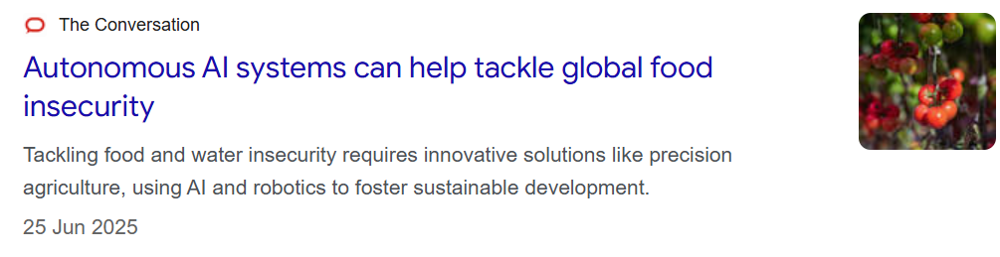 The Conversation
Autonomous AI systems can help tackle global food
insecurity
Tackling food and water insecurity requires innovative solutions like precision
agriculture, using AI and robotics to foster sustainable development.
25 Jun 2025